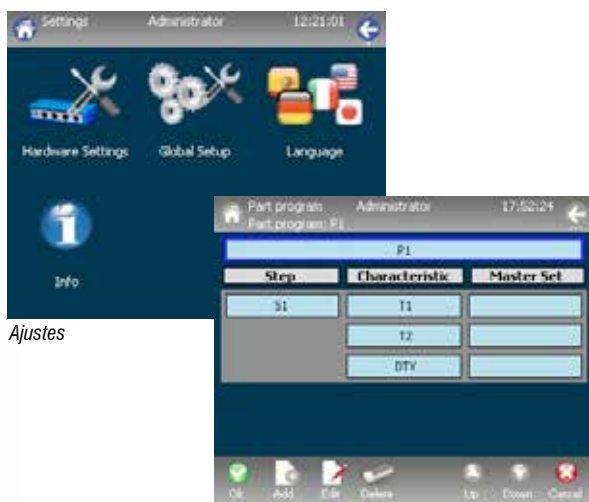 Settings Administrator 12:21:01
Hardware Settings Global Setup Language
Info
Ajustes
Part program Administrator 17:52:24
Part program: P1
P1
Step Characteristic Master Set
S1 T1
T2
DTY
Ok Add Edit Delete Up Down Cancel